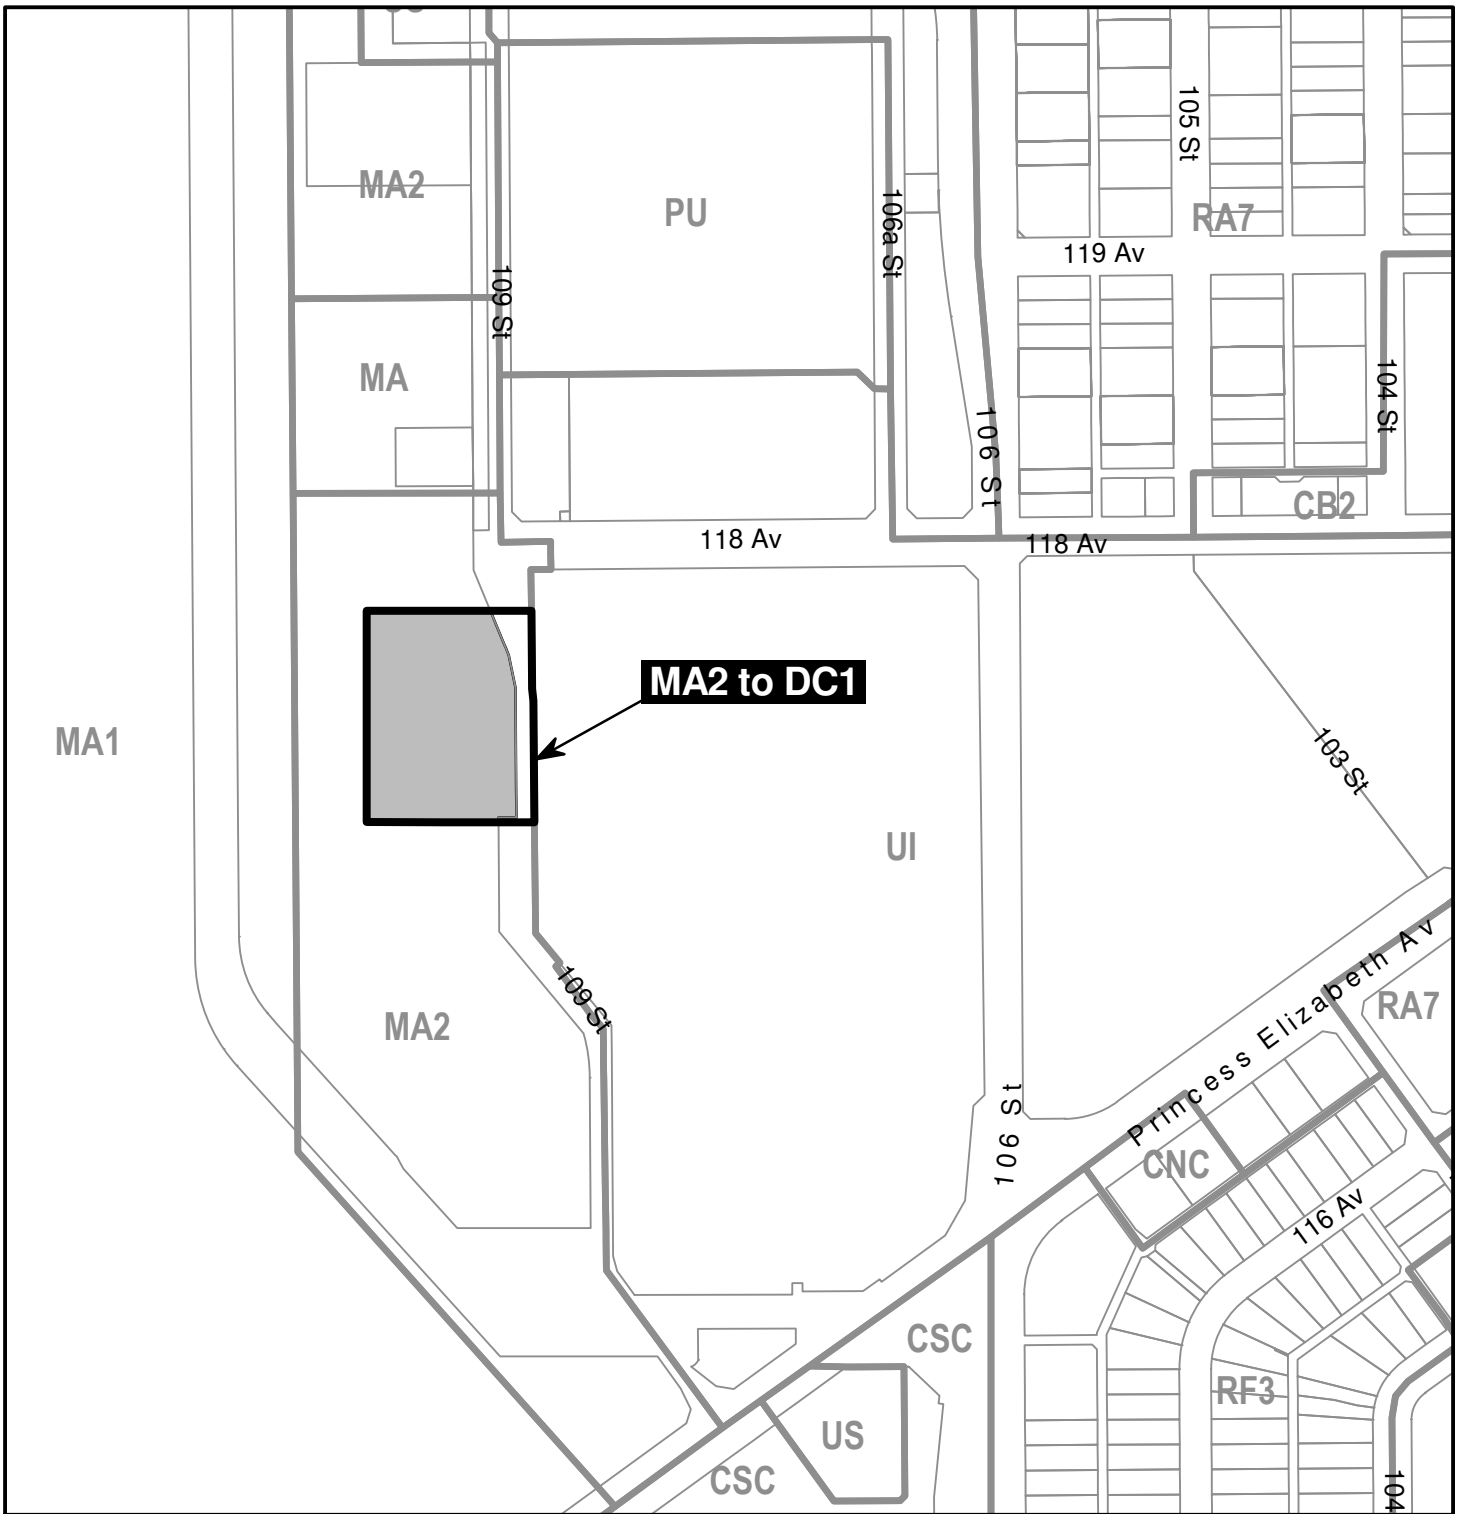 105 St
MA2
PU
106a St
RA7
119 Av
109 St
MA
104 St
106 St
CB2
118 Av
118 Av
MA2 to DC1
MA1
103 St
UI
Princess Elizabeth Av
109 St
RA7
MA2
106 St
CNC
116 Av
CSC
RF3
US
CSC
104